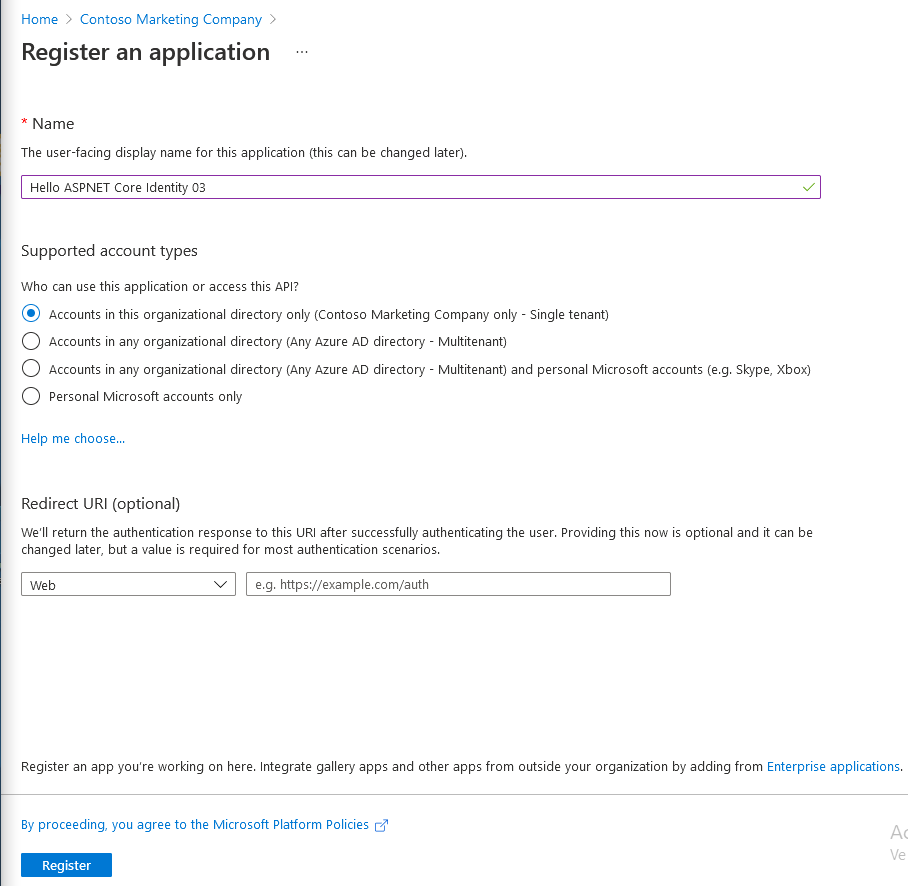 Home > Contoso Marketing Company >
Register an application ...
* Name
The user-facing display name for this application (this can be changed later).
Hello ASPNET Core Identity 03
Supported account types
Who can use this application or access this API?
Accounts in this organizational directory only (Contoso Marketing Company only - Single tenant)
Accounts in any organizational directory (Any Azure AD directory - Multitenant)
Accounts in any organizational directory (Any Azure AD directory - Multitenant) and personal Microsoft accounts (e.g. Skype, Xbox)
Personal Microsoft accounts only
Help me choose...
Redirect URI (optional)
We'll return the authentication response to this URI after successfully authenticating the user. Providing this now is optional and it can be
changed later, but a value is required for most authentication scenarios.
Web
e.g. https://example.com/auth
Register an app you're working on here. Integrate gallery apps and other apps from outside your organization by adding from Enterprise applications.
By proceeding, you agree to the Microsoft Platform Policies
Register